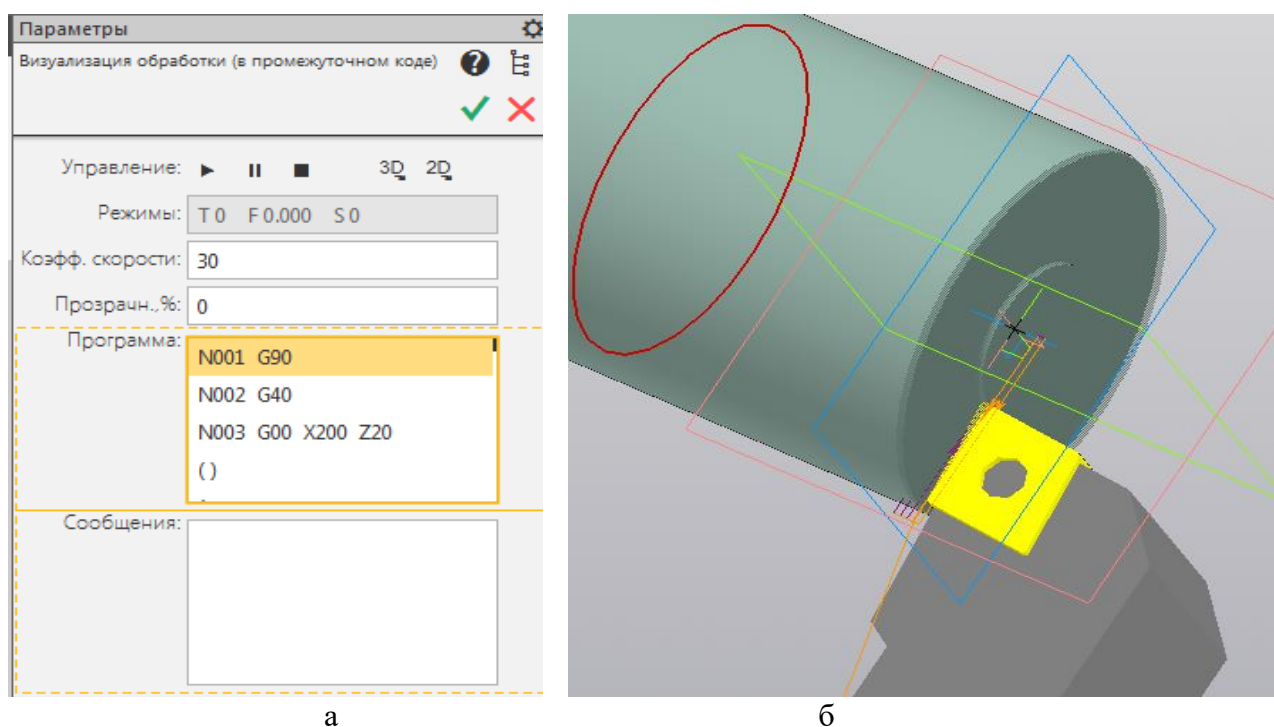 Параметры
Визуализация обработки (в промежуточном коде)
Управление: 3D 2D
Режимы: T 0 F 0.000 S 0
Коэфф. скорости: 30
Прозрачн.,%: 0
Программа:
N001 G90
N002 G40
N003 G00 X200 Z20
( )
Сообщения:
а
б